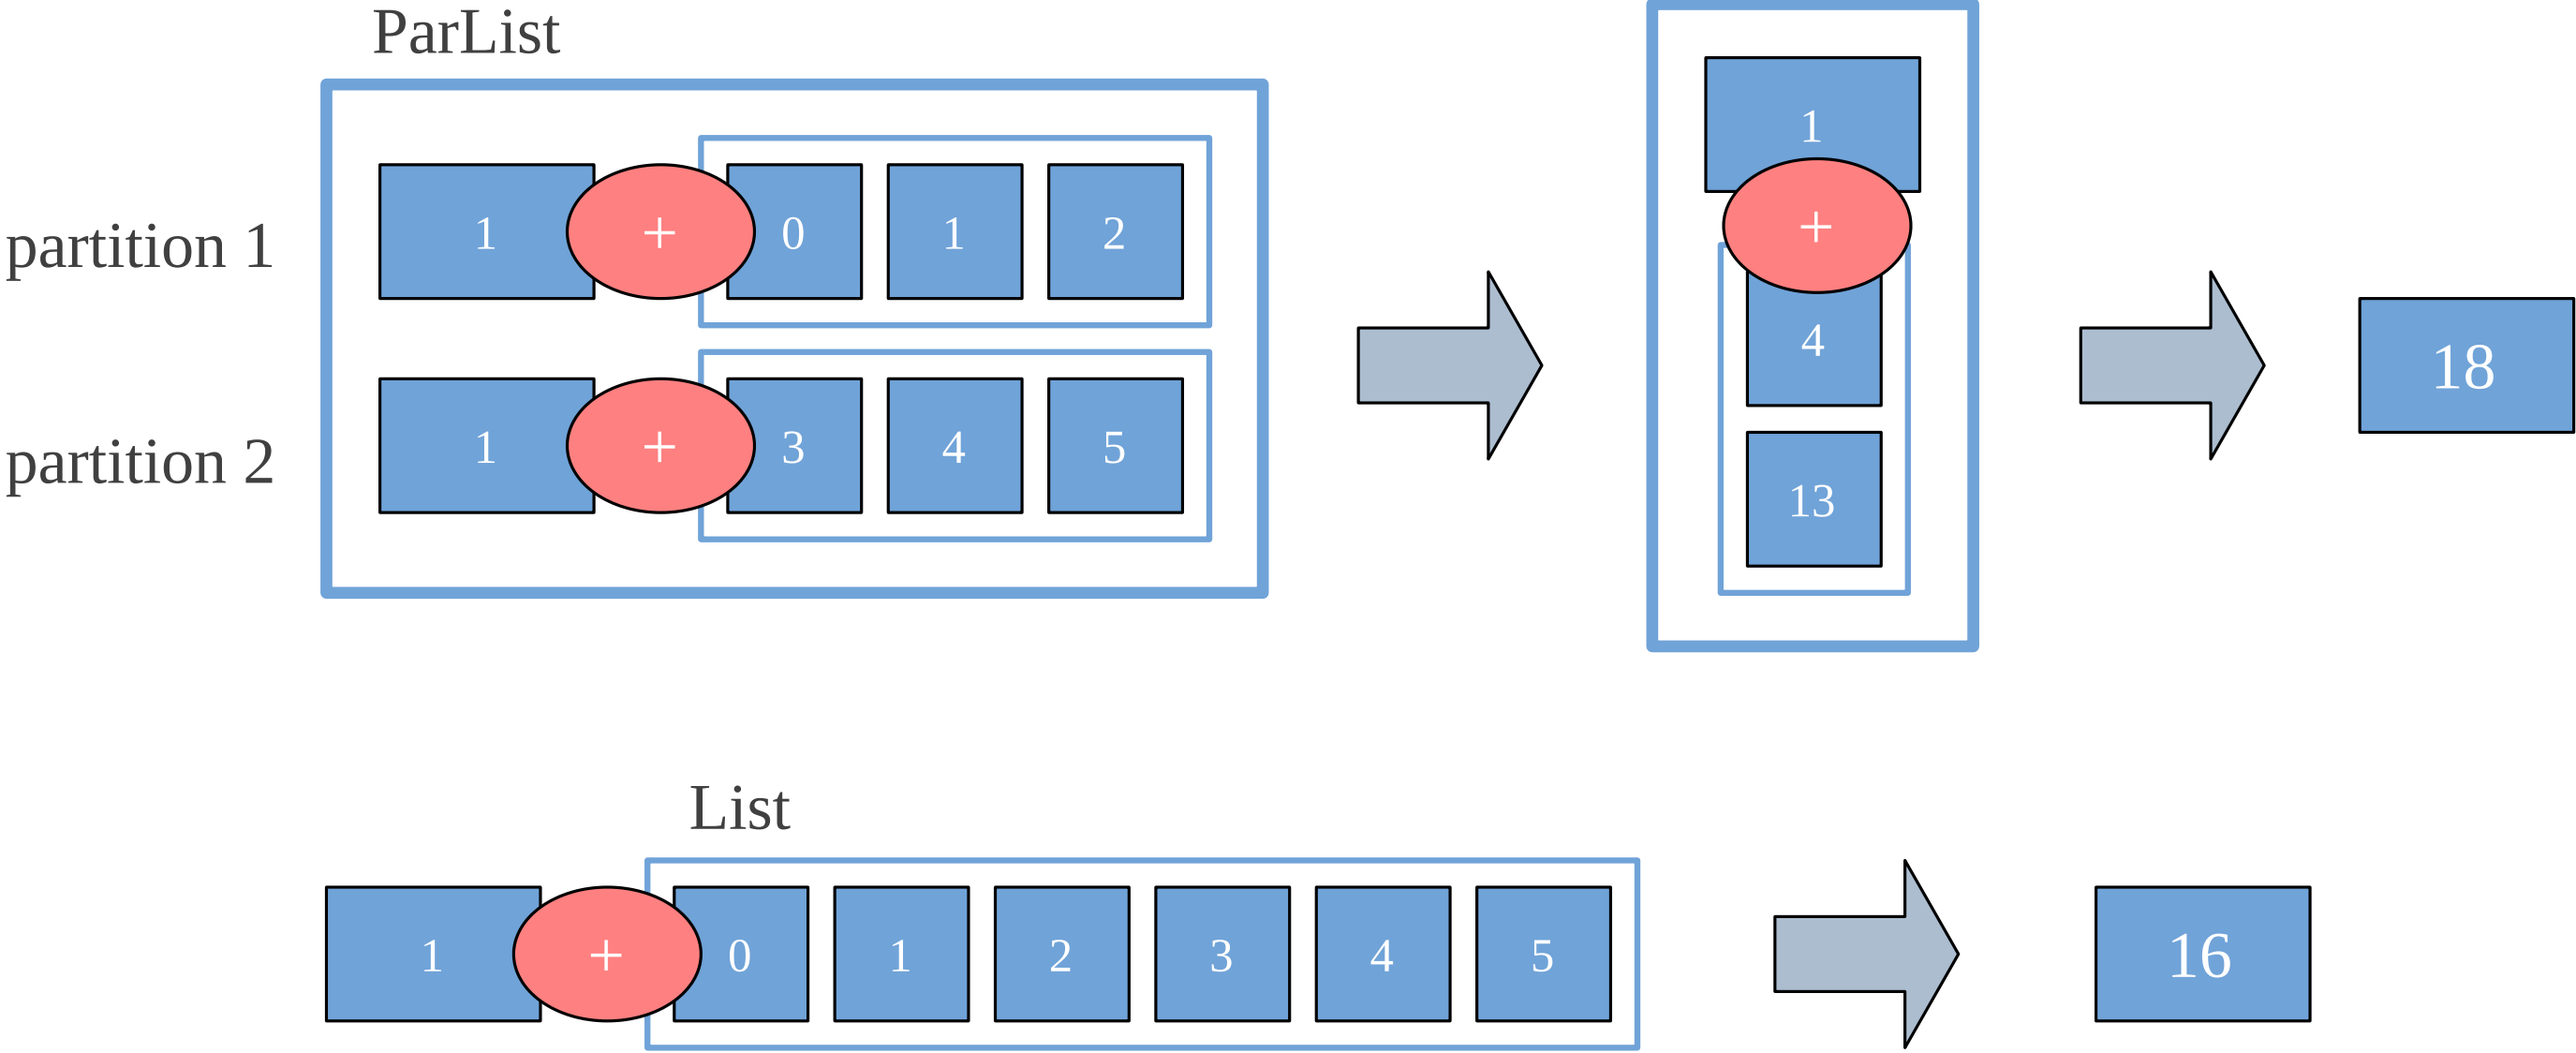 ParList
partition 1
1 + 0 1 2
partition 2
1 + 3 4 5
1
+
4
13
18
List
1 + 0 1 2 3 4 5
16